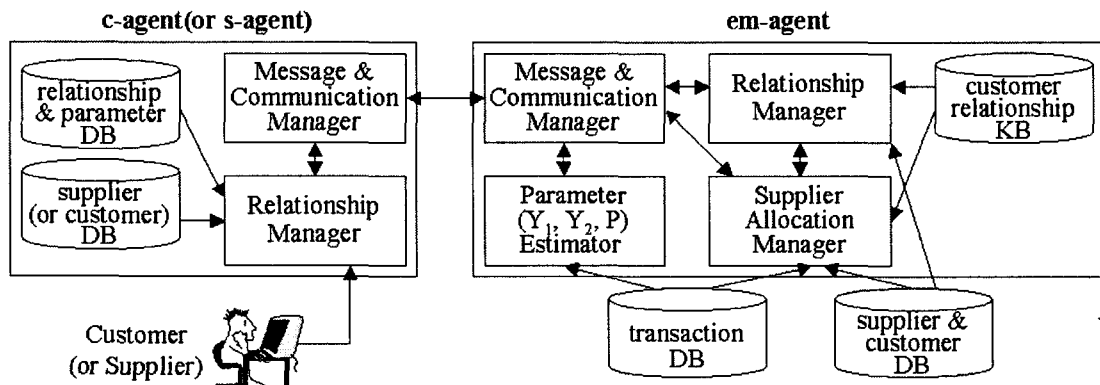 c-agent(or s-agent)
em-agent
relationship
& parameter
DB
Message &
Communication
Manager
supplier
(or customer)
DB
Relationship
Manager
Customer
(or Supplier)
Message &
Communication
Manager
Relationship
Manager
customer
relationship
KB
Parameter
(Y₁, Y₂, P)
Estimator
Supplier
Allocation
Manager
transaction
DB
supplier &
customer
DB